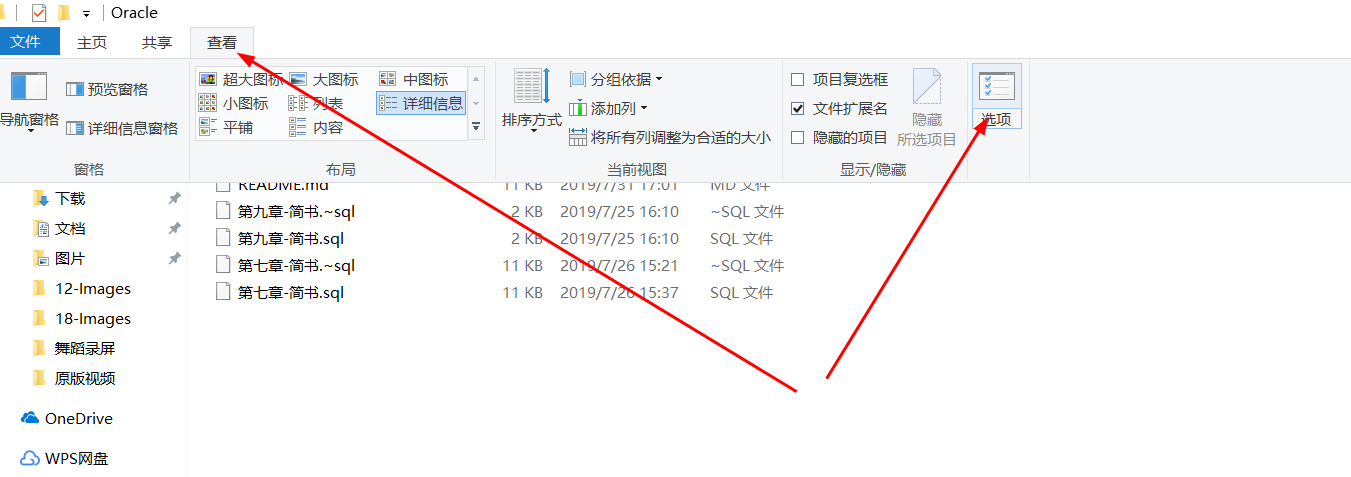 Oracle
文件 主页 共享 查看
导航窗格 预览窗格 详细信息窗格
窗格
超大图标 大图标 中图标
小图标 列表 详细信息
平铺 内容
布局
排序方式
分组依据
添加列
将所有列调整为合适的大小
当前视图
项目复选框
文件扩展名
隐藏的项目
隐藏
所选项目
显示/隐藏
选项
下载
文档
图片
12-Images
18-Images
舞蹈录屏
原版视频
OneDrive
WPS网盘
README.md 11 KB 2019/7/31 17:01 MD 文件
第九章-简书.~sql 2 KB 2019/7/25 16:10 ~SQL 文件
第九章-简书.sql 2 KB 2019/7/25 16:10 SQL 文件
第七章-简书.~sql 11 KB 2019/7/26 15:21 ~SQL 文件
第七章-简书.sql 11 KB 2019/7/26 15:37 SQL 文件